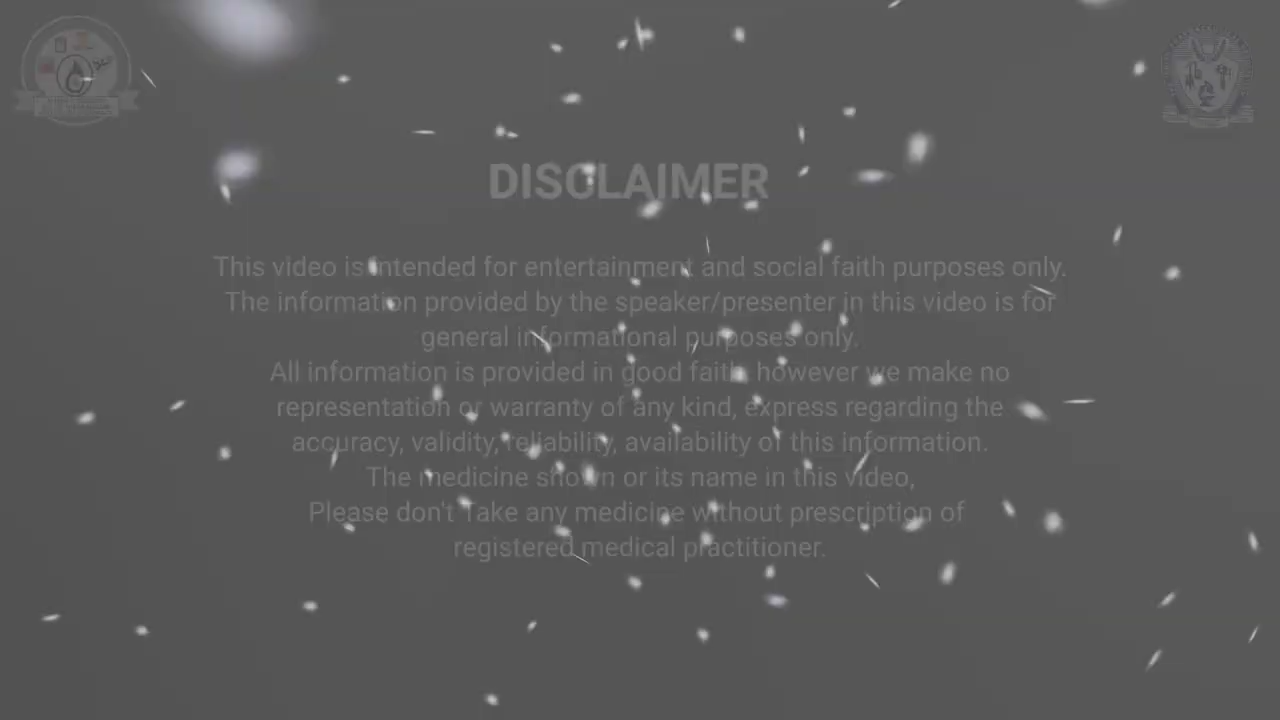 DISCLAIMER
This video is intended for entertainment and social faith purposes only.
The information provided by the speaker/presenter in this video is for
general informational purposes only.
All information is provided in good faith, however we make no
representation or warranty of any kind, express regarding the
accuracy, validity, reliability, availability of this information.
The medicine shown or its name in this video,
Please don't Take any medicine without prescription of
registered medical practitioner.